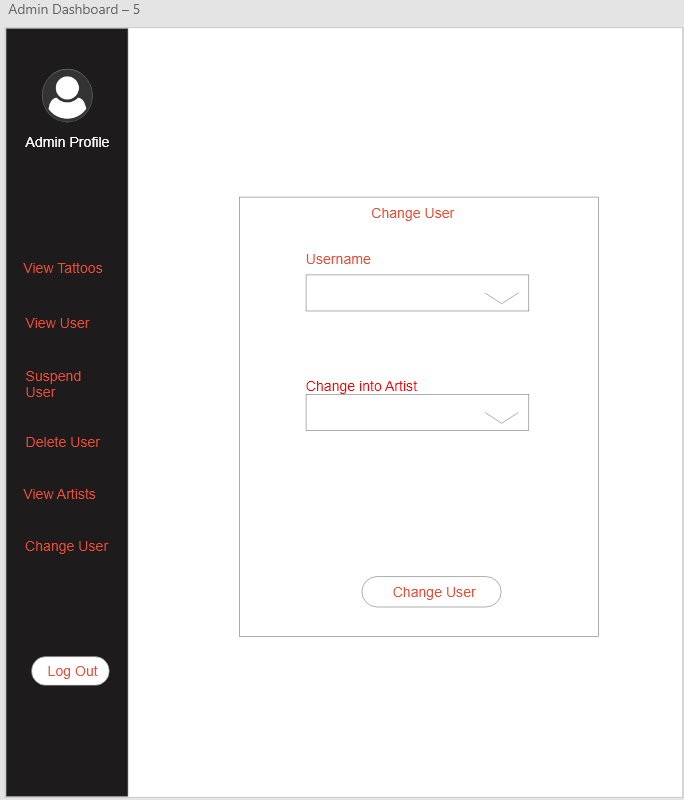 Admin Dashboard – 5
Admin Profile
View Tattoos
View User
Suspend
User
Delete User
View Artists
Change User
Log Out
Change User
Username
Change into Artist
Change User